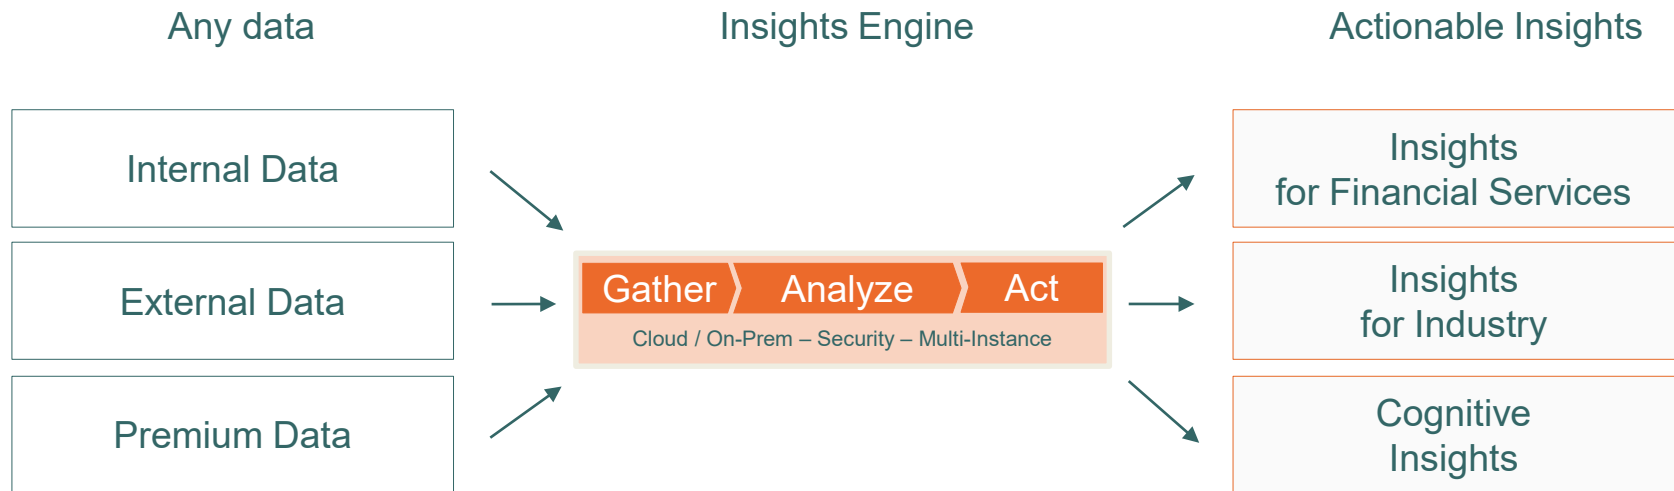 Any data
Insights Engine
Actionable Insights
Internal Data
External Data
Premium Data
Gather
Analyze
Act
Cloud / On-Prem – Security – Multi-Instance
Insights
for Financial Services
Insights
for Industry
Cognitive
Insights